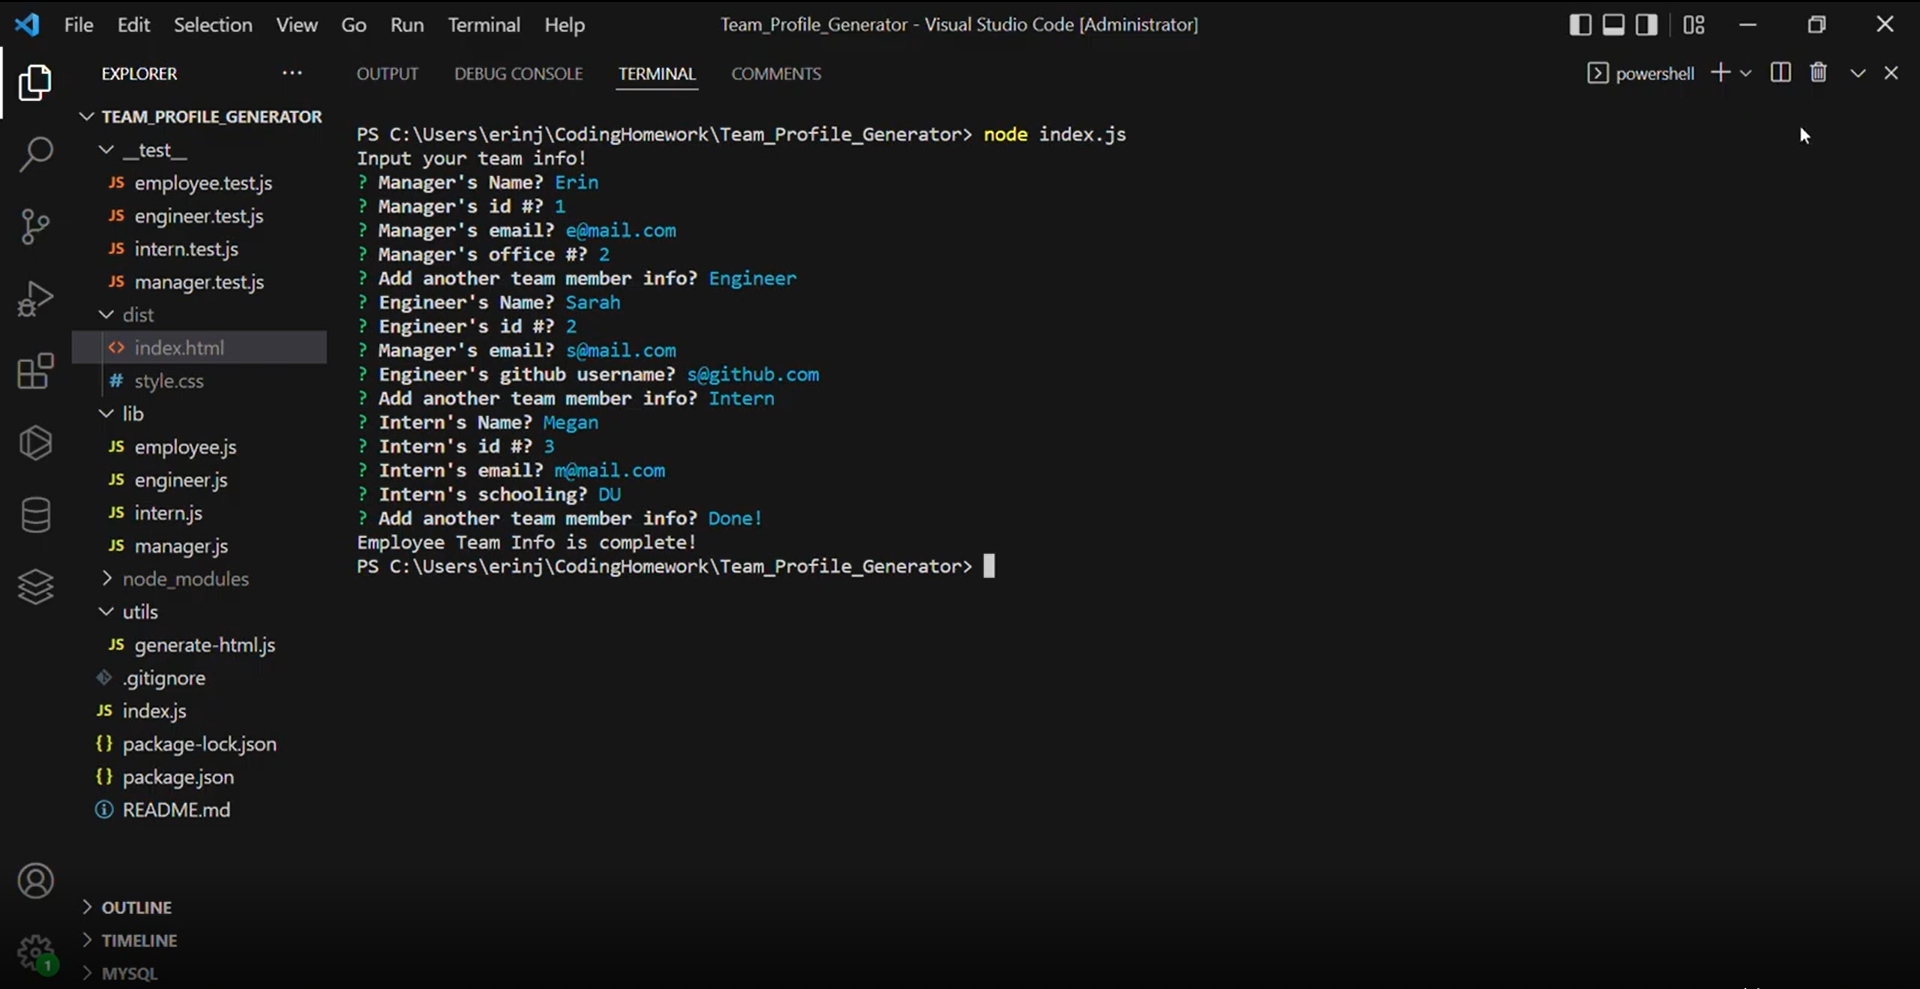 File Edit Selection View Go Run Terminal Help
Team_Profile_Generator - Visual Studio Code [Administrator]
EXPLORER ···
OUTPUT DEBUG CONSOLE TERMINAL COMMENTS
powershell
TEAM_PROFILE_GENERATOR
__test__
JS employee.test.js
JS engineer.test.js
JS intern.test.js
JS manager.test.js
dist
<> index.html
# style.css
lib
JS employee.js
JS engineer.js
JS intern.js
JS manager.js
node_modules
utils
JS generate-html.js
.gitignore
JS index.js
{} package-lock.json
{} package.json
README.md
OUTLINE
TIMELINE
MYSQL
1
PS C:\Users\erinj\CodingHomework\Team_Profile_Generator> node index.js
Input your team info!
? Manager's Name? Erin
? Manager's id #? 1
? Manager's email? e@mail.com
? Manager's office #? 2
? Add another team member info? Engineer
? Engineer's Name? Sarah
? Engineer's id #? 2
? Manager's email? s@mail.com
? Engineer's github username? s@github.com
? Add another team member info? Intern
? Intern's Name? Megan
? Intern's id #? 3
? Intern's email? m@mail.com
? Intern's schooling? DU
? Add another team member info? Done!
Employee Team Info is complete!
PS C:\Users\erinj\CodingHomework\Team_Profile_Generator>